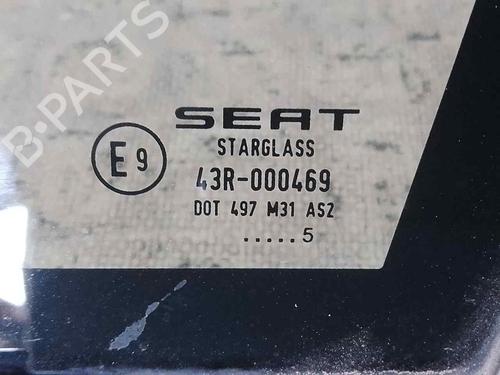 B-PARTS
SEAT
STARGLASS
E9
43R-000469
DOT 497 M31 AS2
.....5